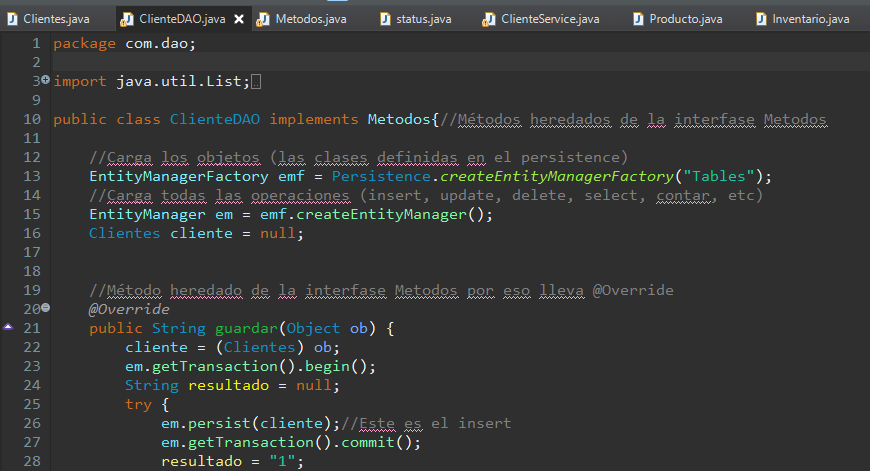 Clientes.java ClienteDAO.java Metodos.java status.java ClienteService.java Producto.java Inventario.java
1 package com.dao;
2
3 import java.util.List;
9
10 public class ClienteDAO implements Metodos{//Métodos heredados de la interfase Metodos
11
12 //Carga los objetos (las clases definidas en el persistence)
13 EntityManagerFactory emf = Persistence.createEntityManagerFactory("Tables");
14 //Carga todas las operaciones (insert, update, delete, select, contar, etc)
15 EntityManager em = emf.createEntityManager();
16 Clientes cliente = null;
17
18
19 //Método heredado de la interfase Metodos por eso lleva @Override
20 @Override
21 public String guardar(Object ob) {
22 cliente = (Clientes) ob;
23 em.getTransaction().begin();
24 String resultado = null;
25 try {
26 em.persist(cliente);//Este es el insert
27 em.getTransaction().commit();
28 resultado = "1";